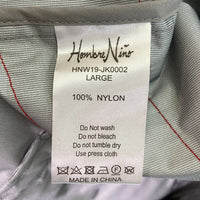 Hombre Niño
HNW19-JK0002
LARGE
100% NYLON
Do Not Wash
Do not bleach
Do not tumble dry
Use press cloth
MADE IN CHINA